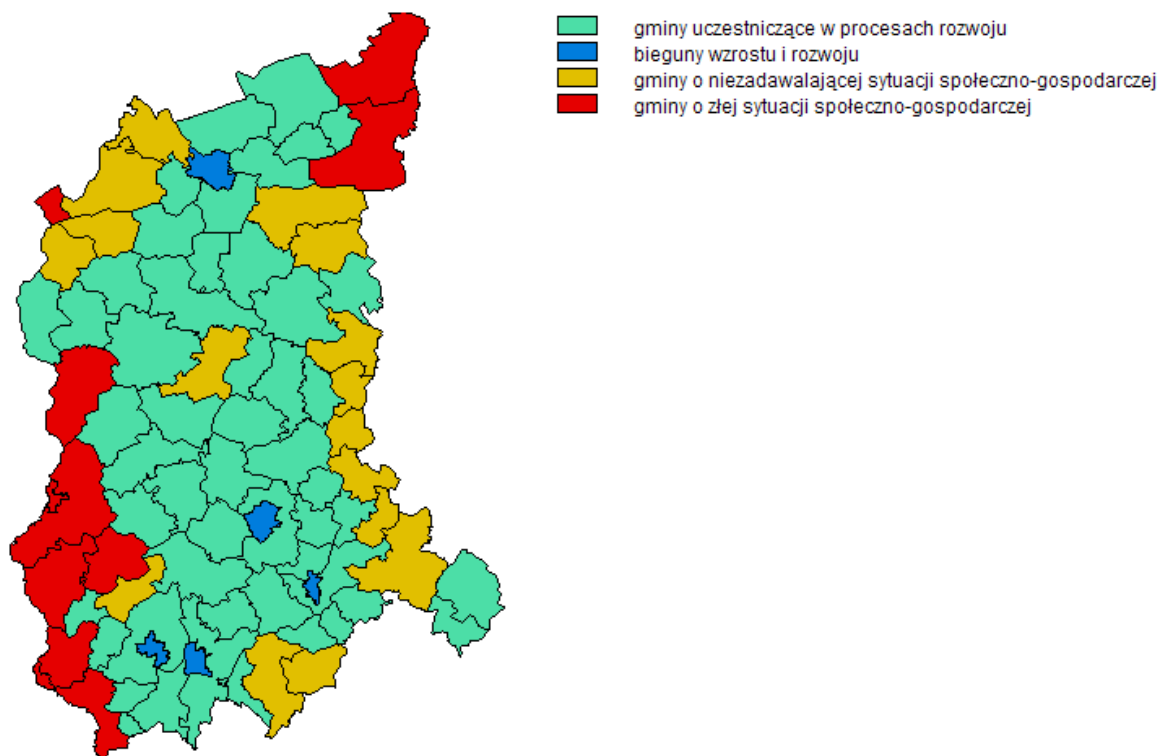 gminy uczestniczące w procesach rozwoju
bieguny wzrostu i rozwoju
gminy o niezadawalającej sytuacji społeczno-gospodarczej
gminy o złej sytuacji społeczno-gospodarczej